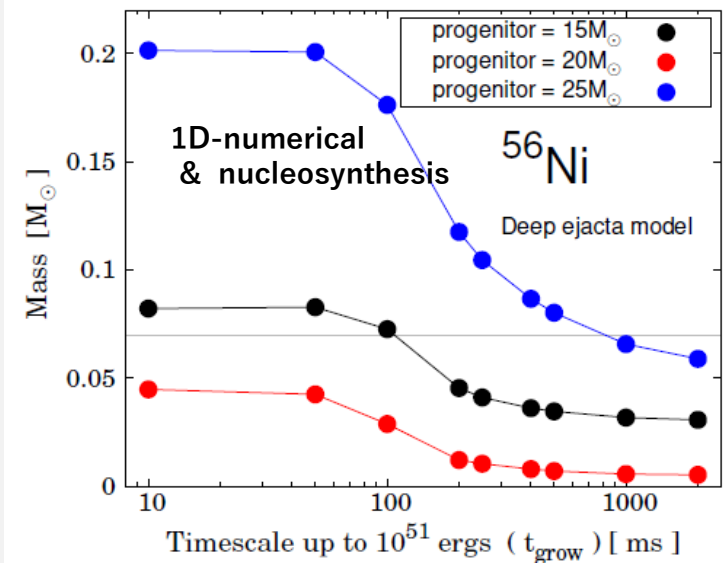 progenitor = 15M☉
progenitor = 20M☉
progenitor = 25M☉
1D-numerical
& nucleosynthesis
56Ni
Deep ejacta model
Mass [M☉]
0.2
0.15
0.1
0.05
0
10
100
1000
Timescale up to 10^51 ergs ( t_grow ) [ ms ]